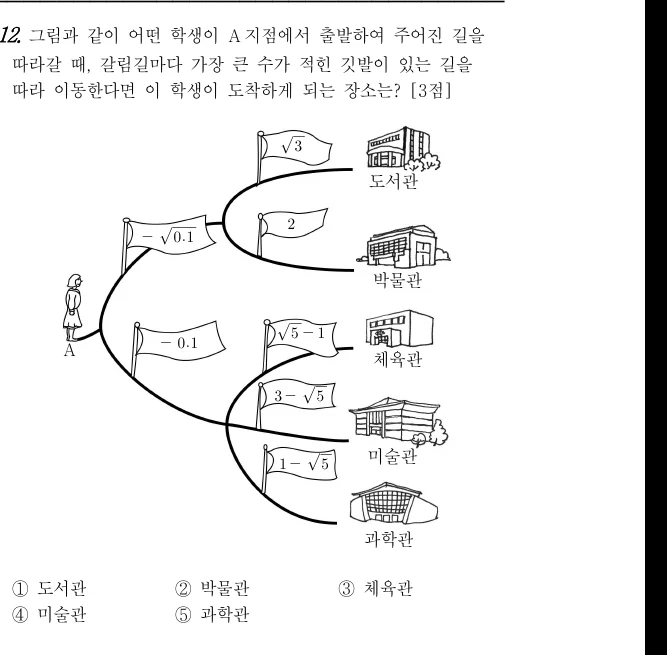 12. 그림과 같이 어떤 학생이 A지점에서 출발하여 주어진 길을
따라갈 때, 갈림길마다 가장 큰 수가 적힌 깃발이 있는 길을
따라 이동한다면 이 학생이 도착하게 되는 장소는? [3점]
√3
도서관
− √0.1
2
박물관
A
− 0.1
√5 − 1
체육관
3 − √5
미술관
1 − √5
과학관
① 도서관 ② 박물관 ③ 체육관
④ 미술관 ⑤ 과학관